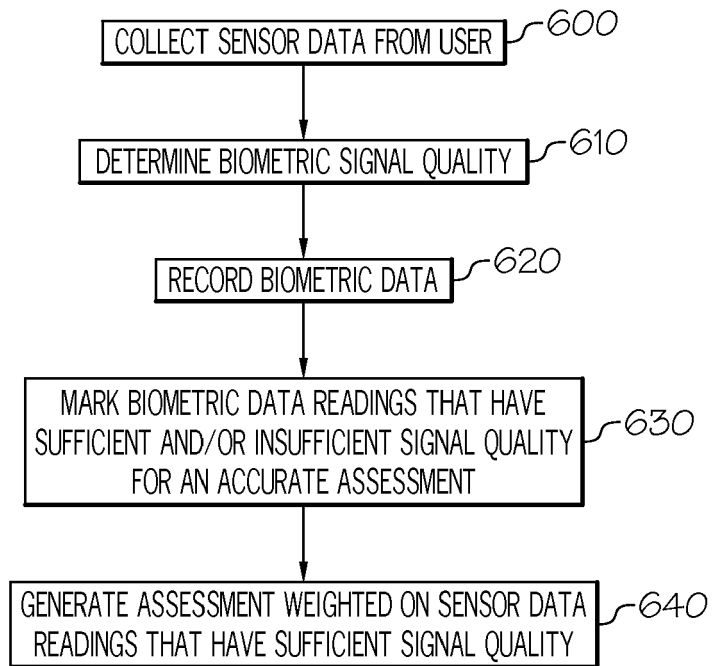 COLLECT SENSOR DATA FROM USER
600
DETERMINE BIOMETRIC SIGNAL QUALITY
610
RECORD BIOMETRIC DATA
620
MARK BIOMETRIC DATA READINGS THAT HAVE
SUFFICIENT AND/OR INSUFFICIENT SIGNAL QUALITY
FOR AN ACCURATE ASSESSMENT
630
GENERATE ASSESSMENT WEIGHTED ON SENSOR DATA
READINGS THAT HAVE SUFFICIENT SIGNAL QUALITY
640